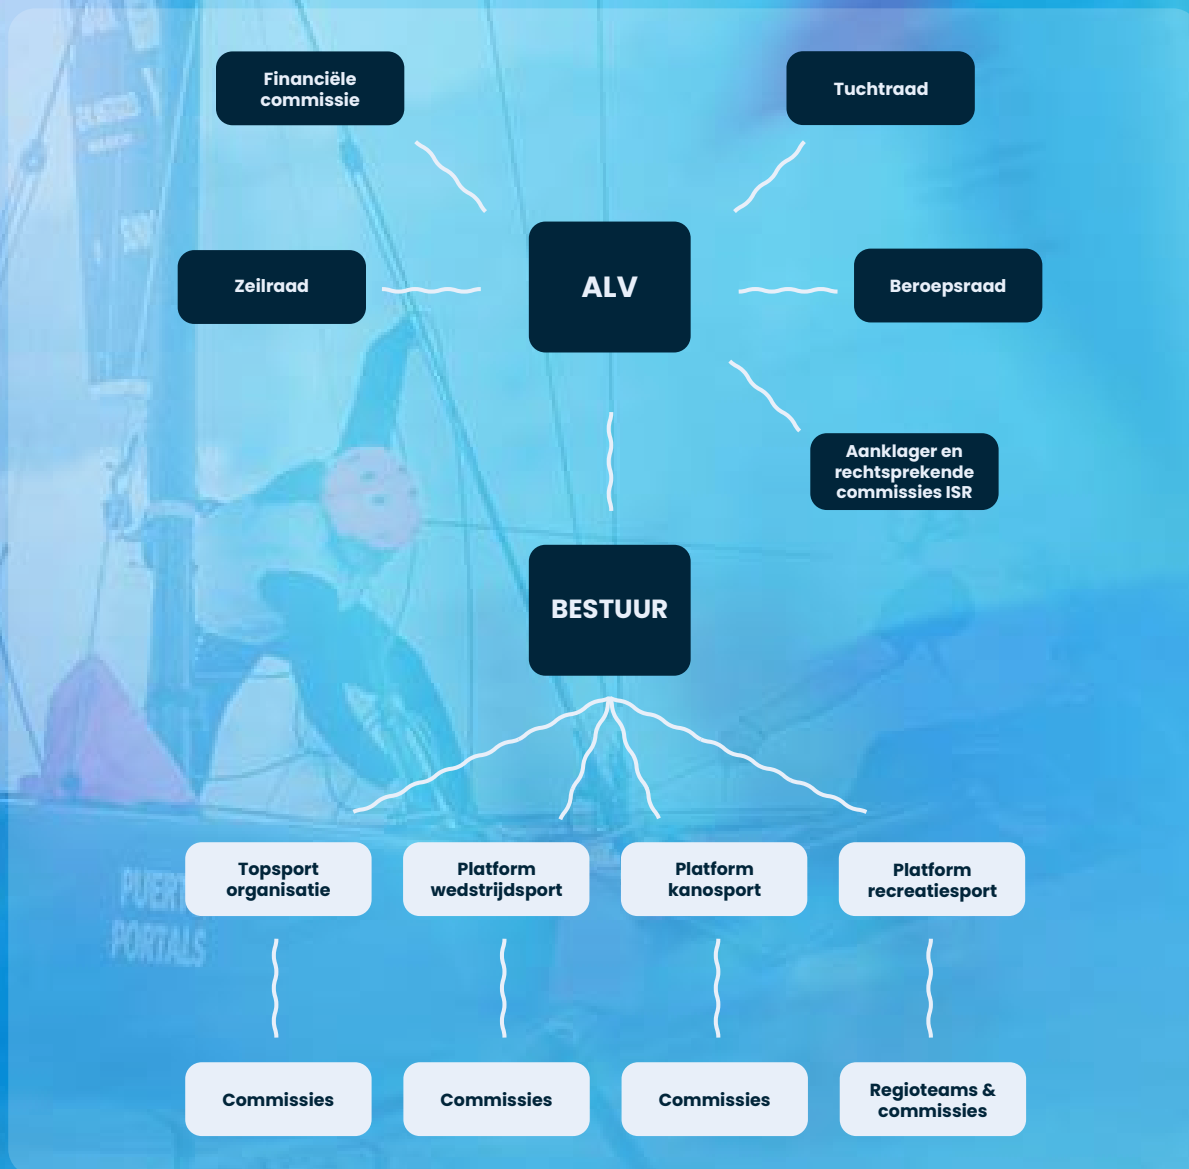 Financiële
commissie
Tuchtraad
Zeilraad
ALV
Beroepsraad
Aanklager en
rechtsprekende
commissies ISR
BESTUUR
Topsport
organisatie
Platform
wedstrijdsport
Platform
kanosport
Platform
recreatiesport
PORTALS
Commissies
Commissies
Commissies
Regioteams &
commissies